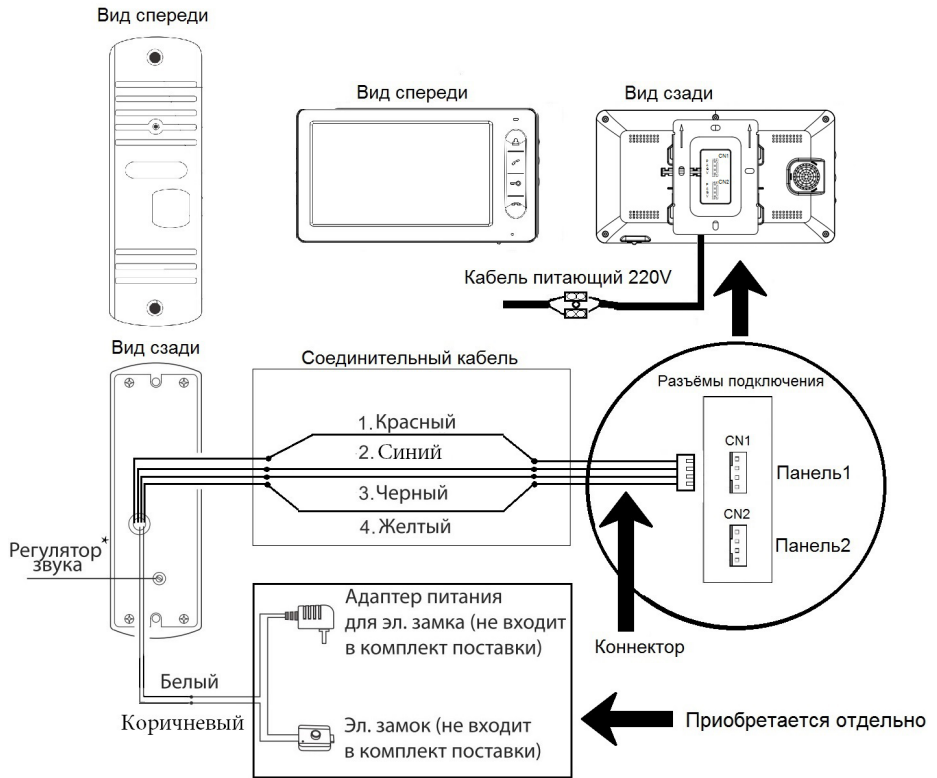 Вид спереди
Вид спереди
Вид сзади
CN1
CN2
Кабель питающий 220V
Вид сзади
Соединительный кабель
Разъёмы подключения
1. Красный
2. Синий
3. Черный
4. Желтый
CN1
Панель1
CN2
Панель2
Регулятор*
звука
Коннектор
Адаптер питания
для эл. замка (не входит
в комплект поставки)
Белый
Коричневый
Эл. замок (не входит
в комплект поставки)
Приобретается отдельно